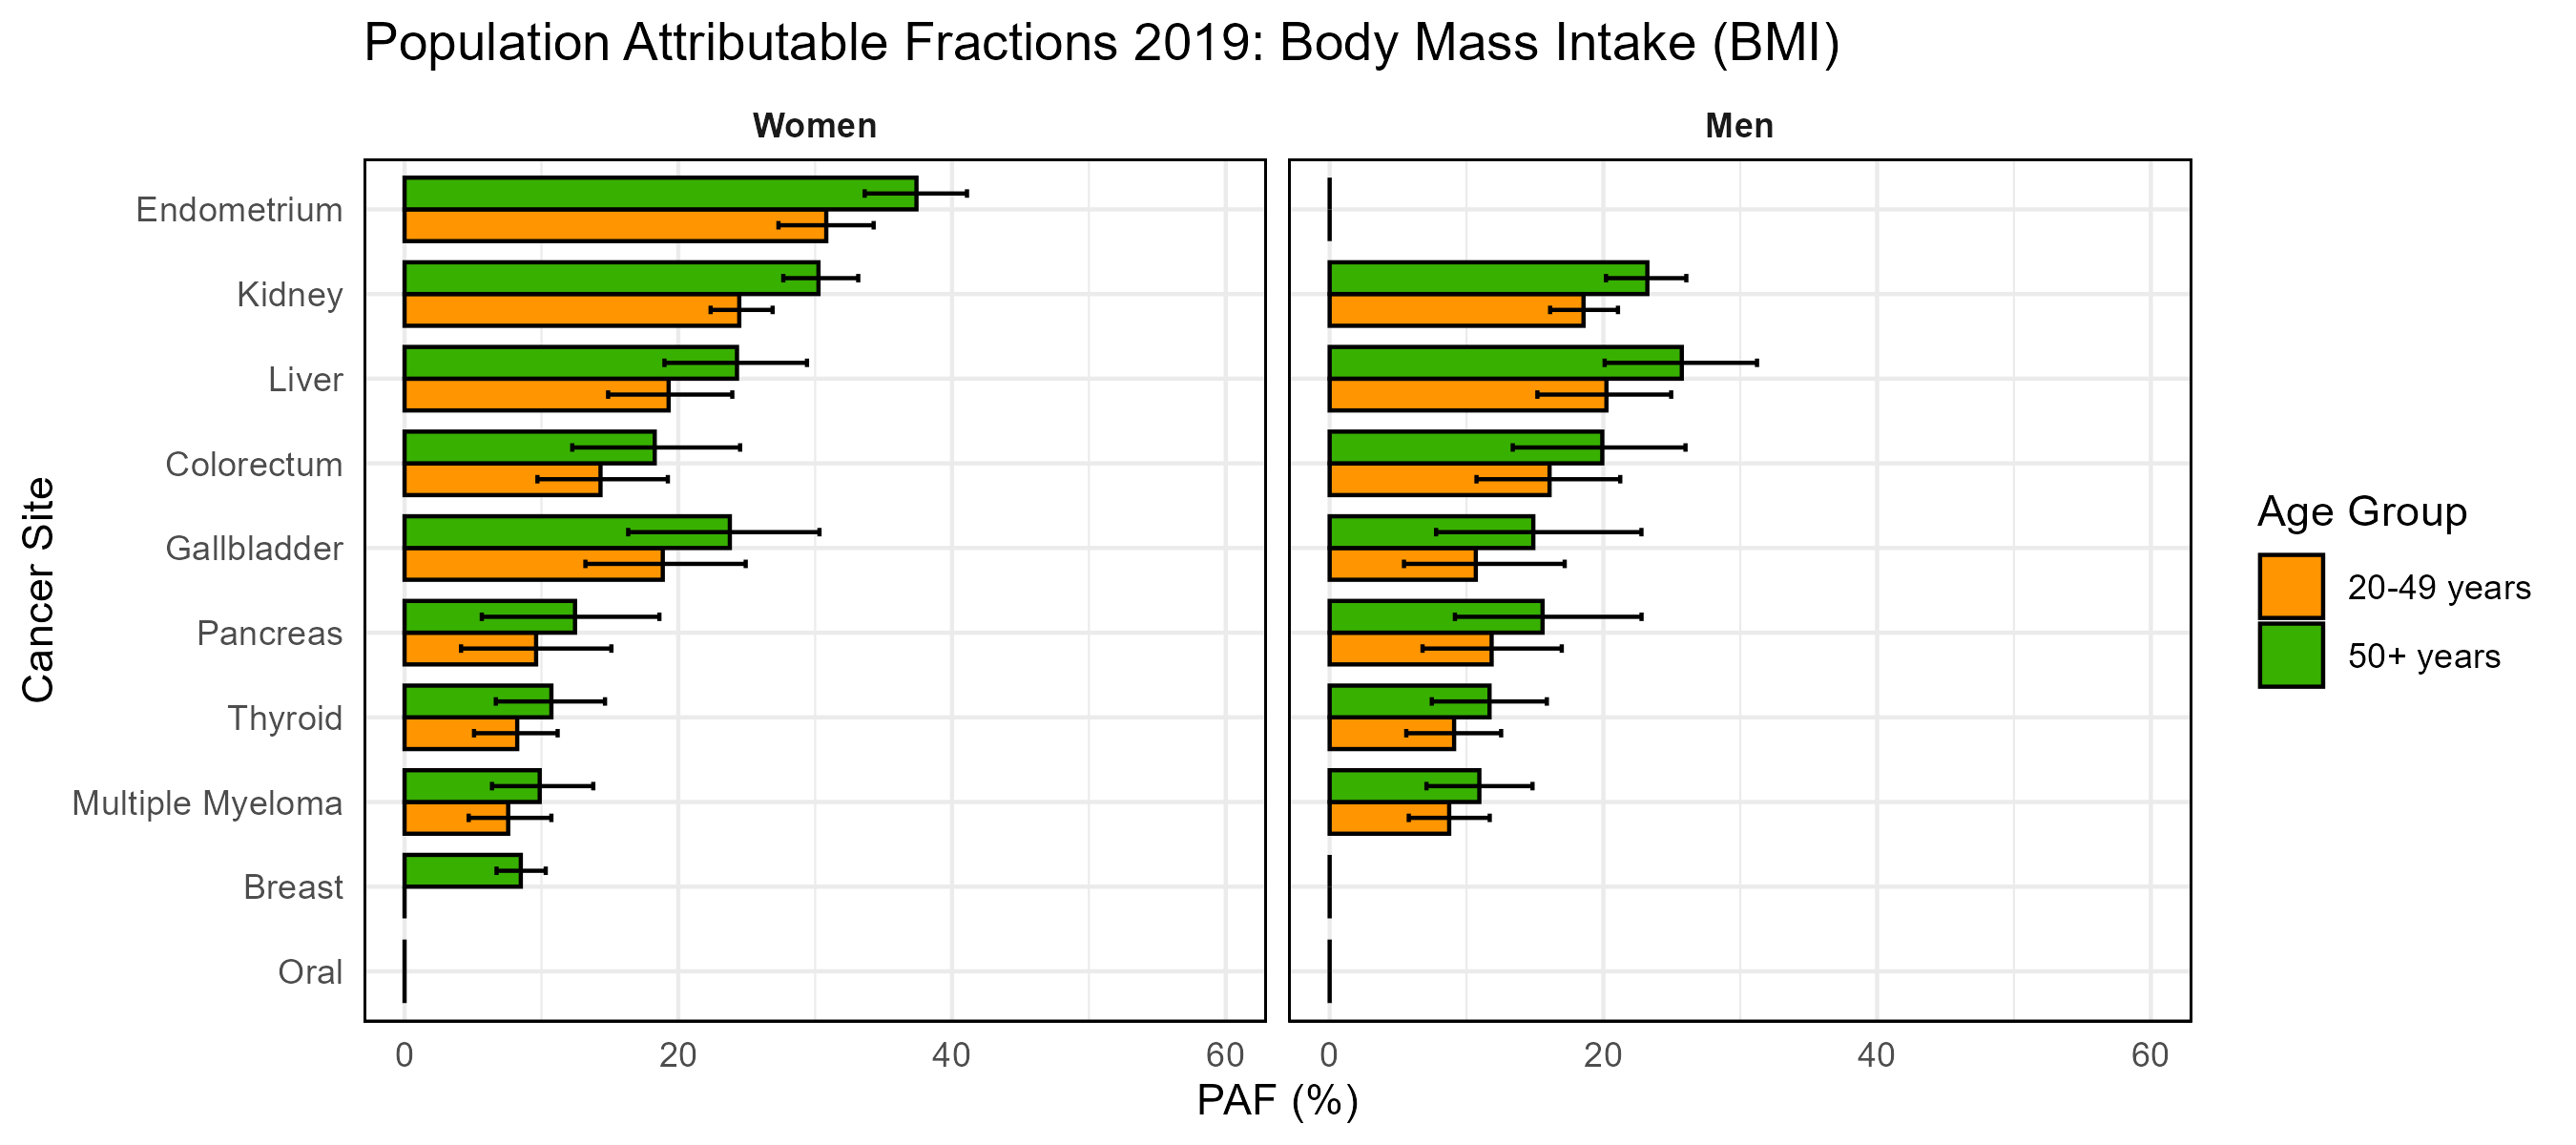 Population Attributable Fractions 2019: Body Mass Intake (BMI)
Women
Men
Cancer Site
Endometrium
Kidney
Liver
Colorectum
Gallbladder
Pancreas
Thyroid
Multiple Myeloma
Breast
Oral
0 20 40 60
0 20 40 60
PAF (%)
Age Group
20-49 years
50+ years